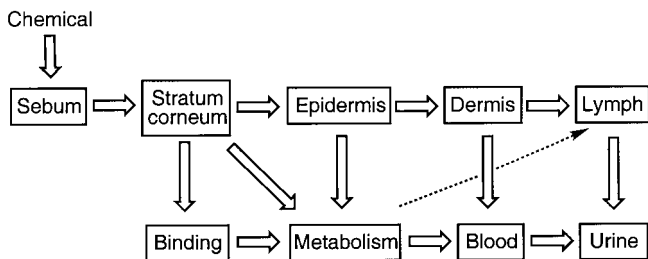 Chemical
Sebum
Stratum
corneum
Epidermis
Dermis
Lymph
Binding
Metabolism
Blood
Urine